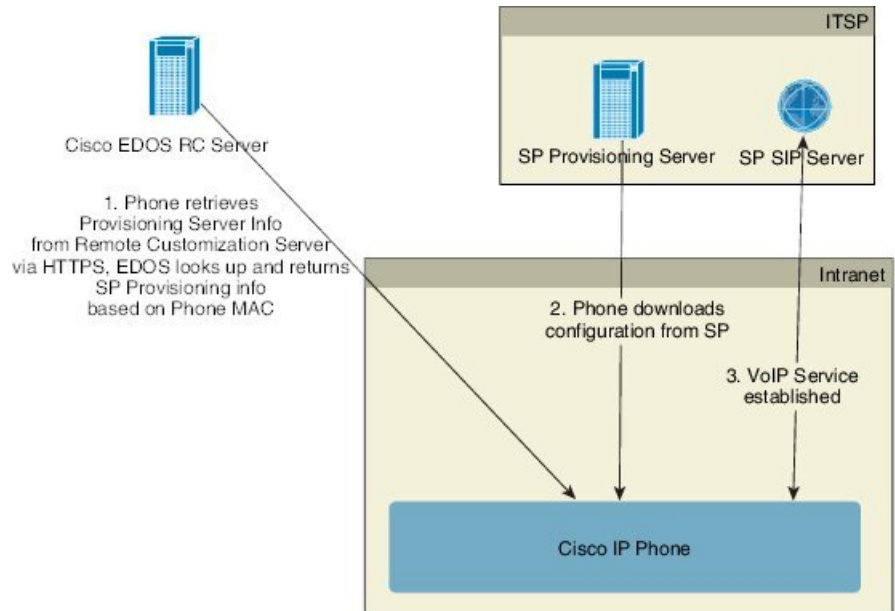 ITSP
Cisco EDOS RC Server
SP Provisioning Server
SP SIP Server
1. Phone retrieves
Provisioning Server Info
from Remote Customization Server
via HTTPS, EDOS looks up and returns
SP Provisioning info
based on Phone MAC
Intranet
2. Phone downloads
configuration from SP
3. VoIP Service
established
Cisco IP Phone